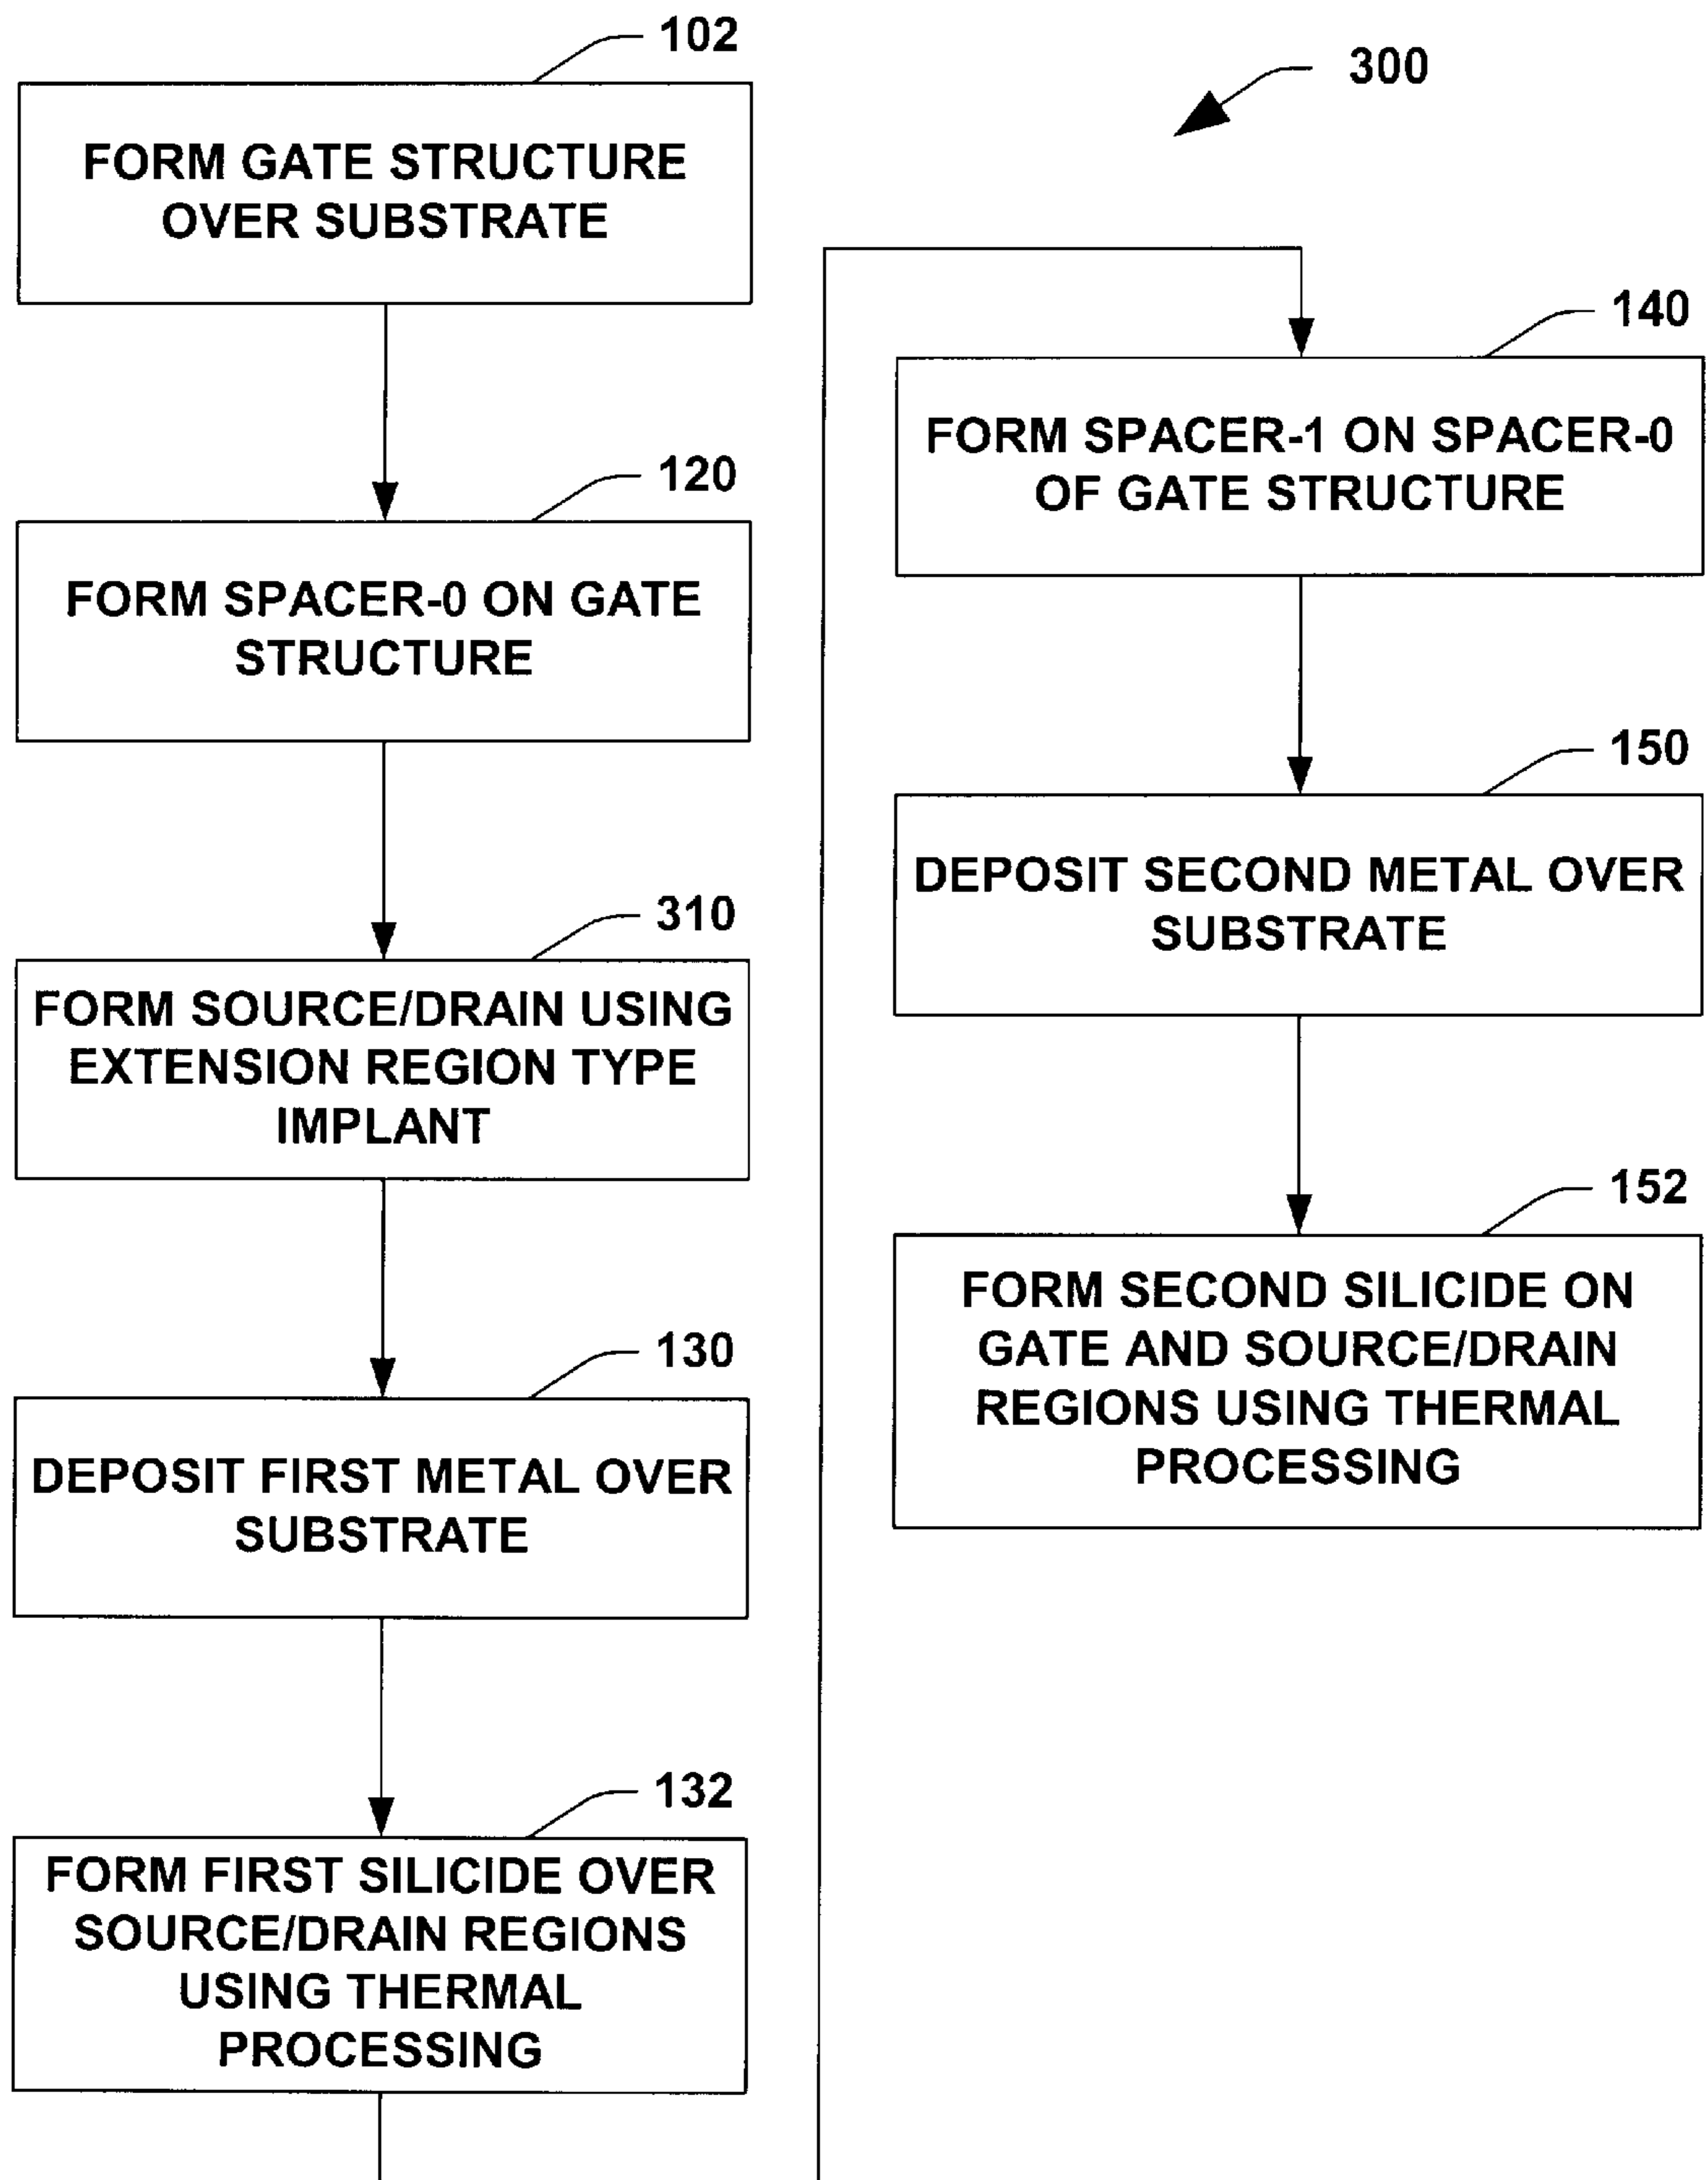 102
FORM GATE STRUCTURE
OVER SUBSTRATE
120
FORM SPACER-0 ON GATE
STRUCTURE
310
FORM SOURCE/DRAIN USING
EXTENSION REGION TYPE
IMPLANT
130
DEPOSIT FIRST METAL OVER
SUBSTRATE
132
FORM FIRST SILICIDE OVER
SOURCE/DRAIN REGIONS
USING THERMAL
PROCESSING
300
140
FORM SPACER-1 ON SPACER-0
OF GATE STRUCTURE
150
DEPOSIT SECOND METAL OVER
SUBSTRATE
152
FORM SECOND SILICIDE ON
GATE AND SOURCE/DRAIN
REGIONS USING THERMAL
PROCESSING